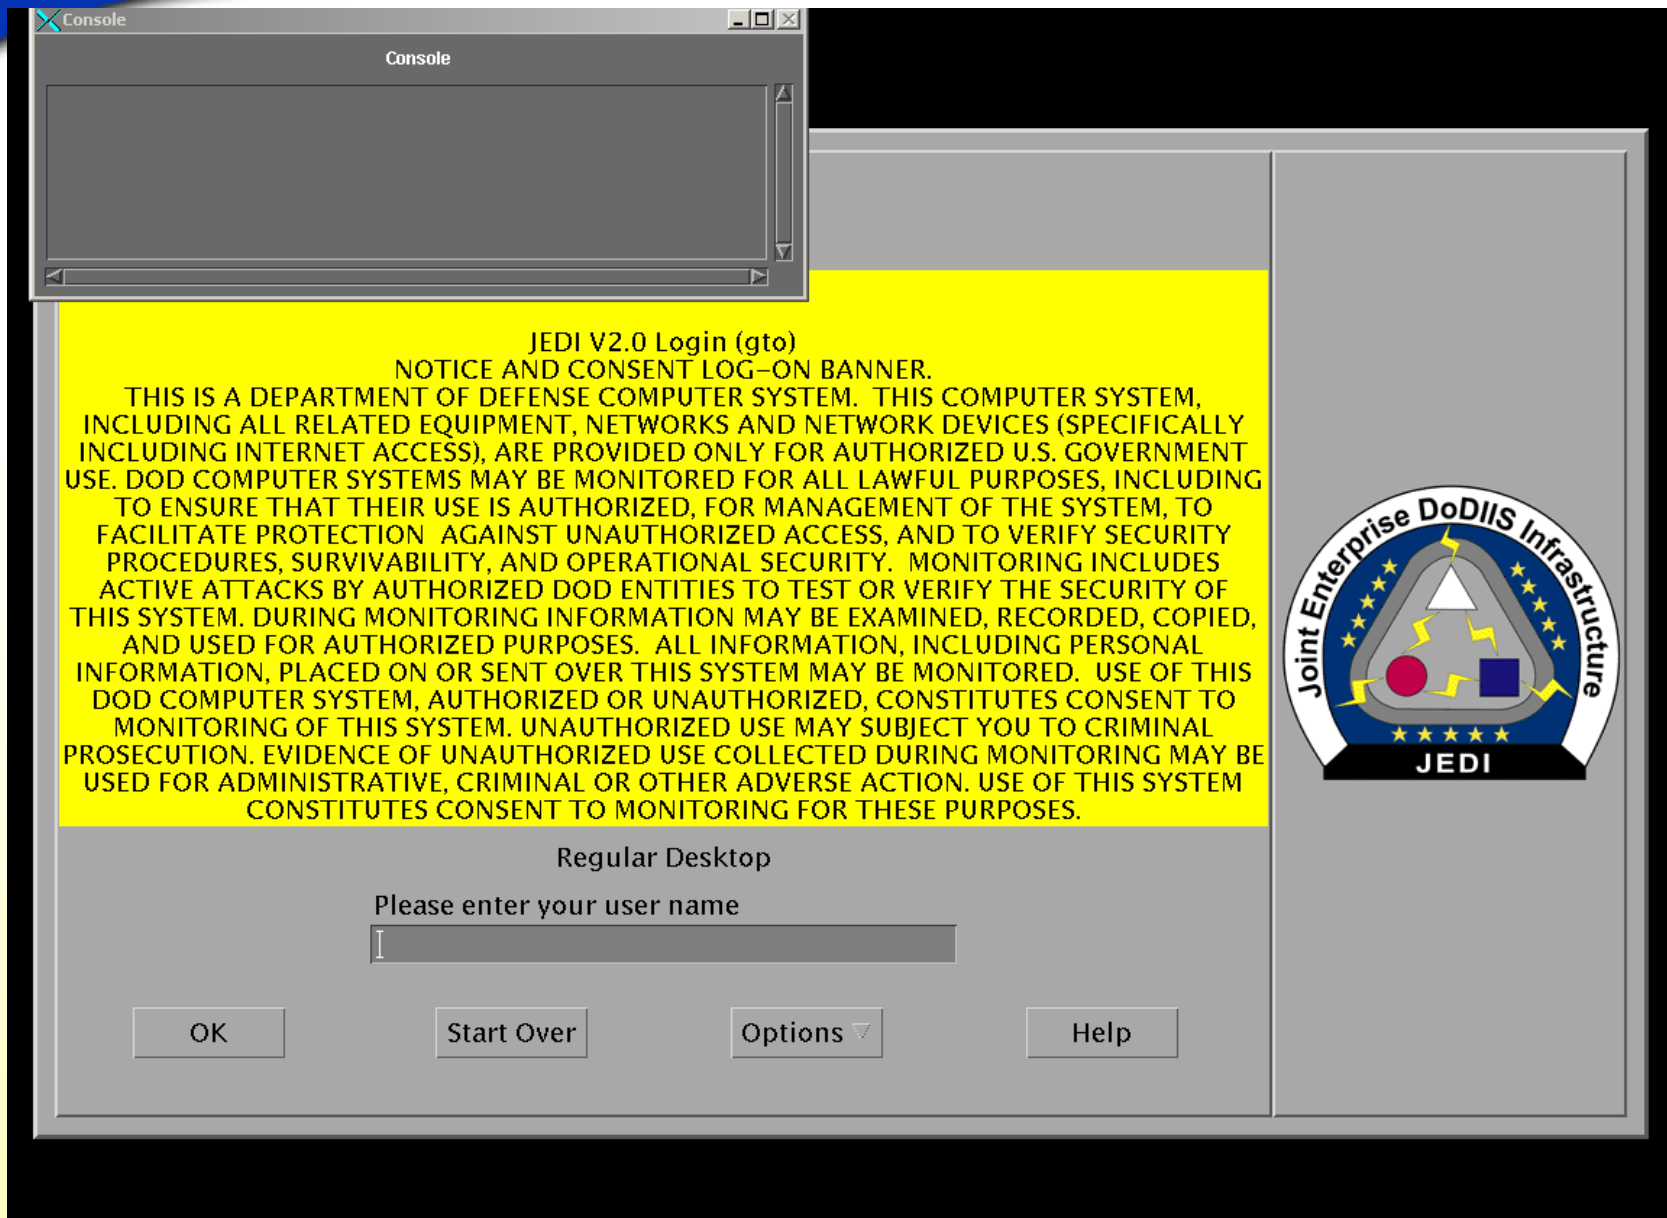 Console
Console
JEDI V2.0 Login (gto)
NOTICE AND CONSENT LOG-ON BANNER.
THIS IS A DEPARTMENT OF DEFENSE COMPUTER SYSTEM.  THIS COMPUTER SYSTEM,
INCLUDING ALL RELATED EQUIPMENT, NETWORKS AND NETWORK DEVICES (SPECIFICALLY
INCLUDING INTERNET ACCESS), ARE PROVIDED ONLY FOR AUTHORIZED U.S. GOVERNMENT
USE. DOD COMPUTER SYSTEMS MAY BE MONITORED FOR ALL LAWFUL PURPOSES, INCLUDING
TO ENSURE THAT THEIR USE IS AUTHORIZED, FOR MANAGEMENT OF THE SYSTEM, TO
FACILITATE PROTECTION  AGAINST UNAUTHORIZED ACCESS, AND TO VERIFY SECURITY
PROCEDURES, SURVIVABILITY, AND OPERATIONAL SECURITY.  MONITORING INCLUDES
ACTIVE ATTACKS BY AUTHORIZED DOD ENTITIES TO TEST OR VERIFY THE SECURITY OF
THIS SYSTEM. DURING MONITORING INFORMATION MAY BE EXAMINED, RECORDED, COPIED,
AND USED FOR AUTHORIZED PURPOSES.  ALL INFORMATION, INCLUDING PERSONAL
INFORMATION, PLACED ON OR SENT OVER THIS SYSTEM MAY BE MONITORED.  USE OF THIS
DOD COMPUTER SYSTEM, AUTHORIZED OR UNAUTHORIZED, CONSTITUTES CONSENT TO
MONITORING OF THIS SYSTEM. UNAUTHORIZED USE MAY SUBJECT YOU TO CRIMINAL
PROSECUTION. EVIDENCE OF UNAUTHORIZED USE COLLECTED DURING MONITORING MAY BE
USED FOR ADMINISTRATIVE, CRIMINAL OR OTHER ADVERSE ACTION. USE OF THIS SYSTEM
CONSTITUTES CONSENT TO MONITORING FOR THESE PURPOSES.
Regular Desktop
Please enter your user name
OK
Start Over
Options
Help
Joint Enterprise DoDIIS Infrastructure
JEDI